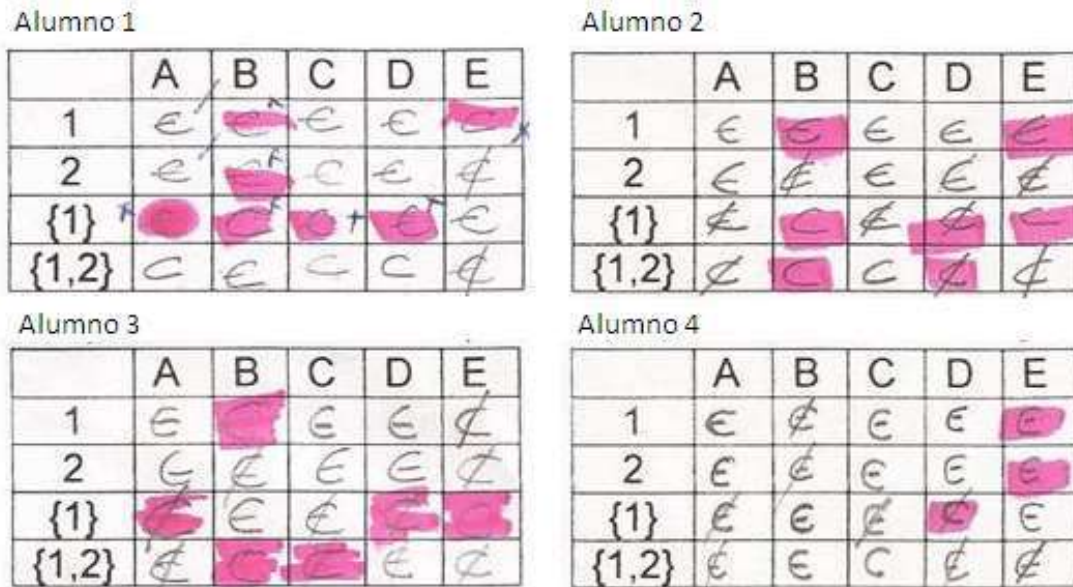 Alumno 1
A B C D E
1 ∈ ∈ ∈ ∈ ⊂
2 ∈ ⊂ ⊂ ∈ ⊄
{1} ⊂ ⊂ ⊂ ∈ ∈
{1,2} ⊂ ∈ ⊂ ⊂ ∉
Alumno 2
A B C D E
1 ∈ ∈ ∈ ∈ ∈
2 ∈ ∉ ∈ ∈ ∉
{1} ∉ ⊂ ∉ ⊄ ⊂
{1,2} ⊄ ⊂ ⊂ ⊄ ⊄
Alumno 3
A B C D E
1 ∈ ⊂ ∈ ∈ ⊄
2 ∈ ∉ ∈ ∈ ⊄
{1} ⊄ ∈ ∉ ⊂ ⊂
{1,2} ∉ ⊂ ⊂ ∈ ⊄
Alumno 4
A B C D E
1 ∈ ∉ ∈ ∈ ∈
2 ∈ ∉ ∈ ∈ ∈
{1} ∉ ∈ ∉ ⊄ ∈
{1,2} ∉ ∈ ⊂ ∉ ∉